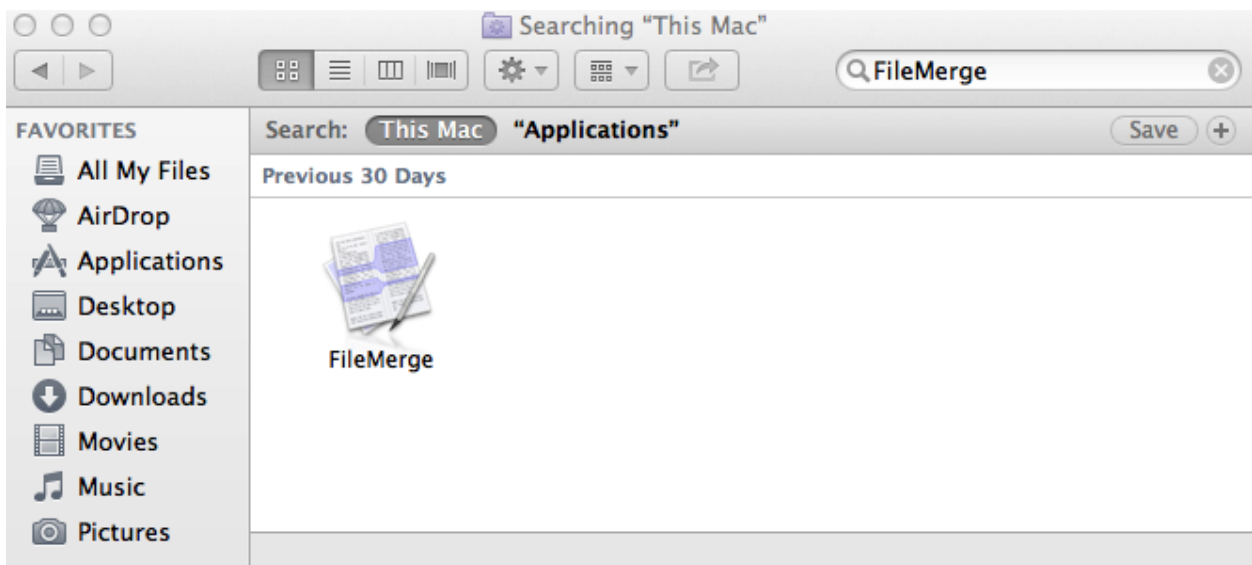 Searching “This Mac”
FileMerge
FAVORITES
All My Files
AirDrop
Applications
Desktop
Documents
Downloads
Movies
Music
Pictures
Search: This Mac “Applications” Save +
Previous 30 Days
FileMerge